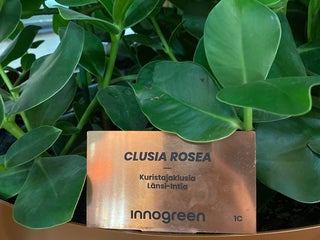 CLUSIA ROSEA
Kuristajaklusia
Länsi-Intia
innogreen
1C